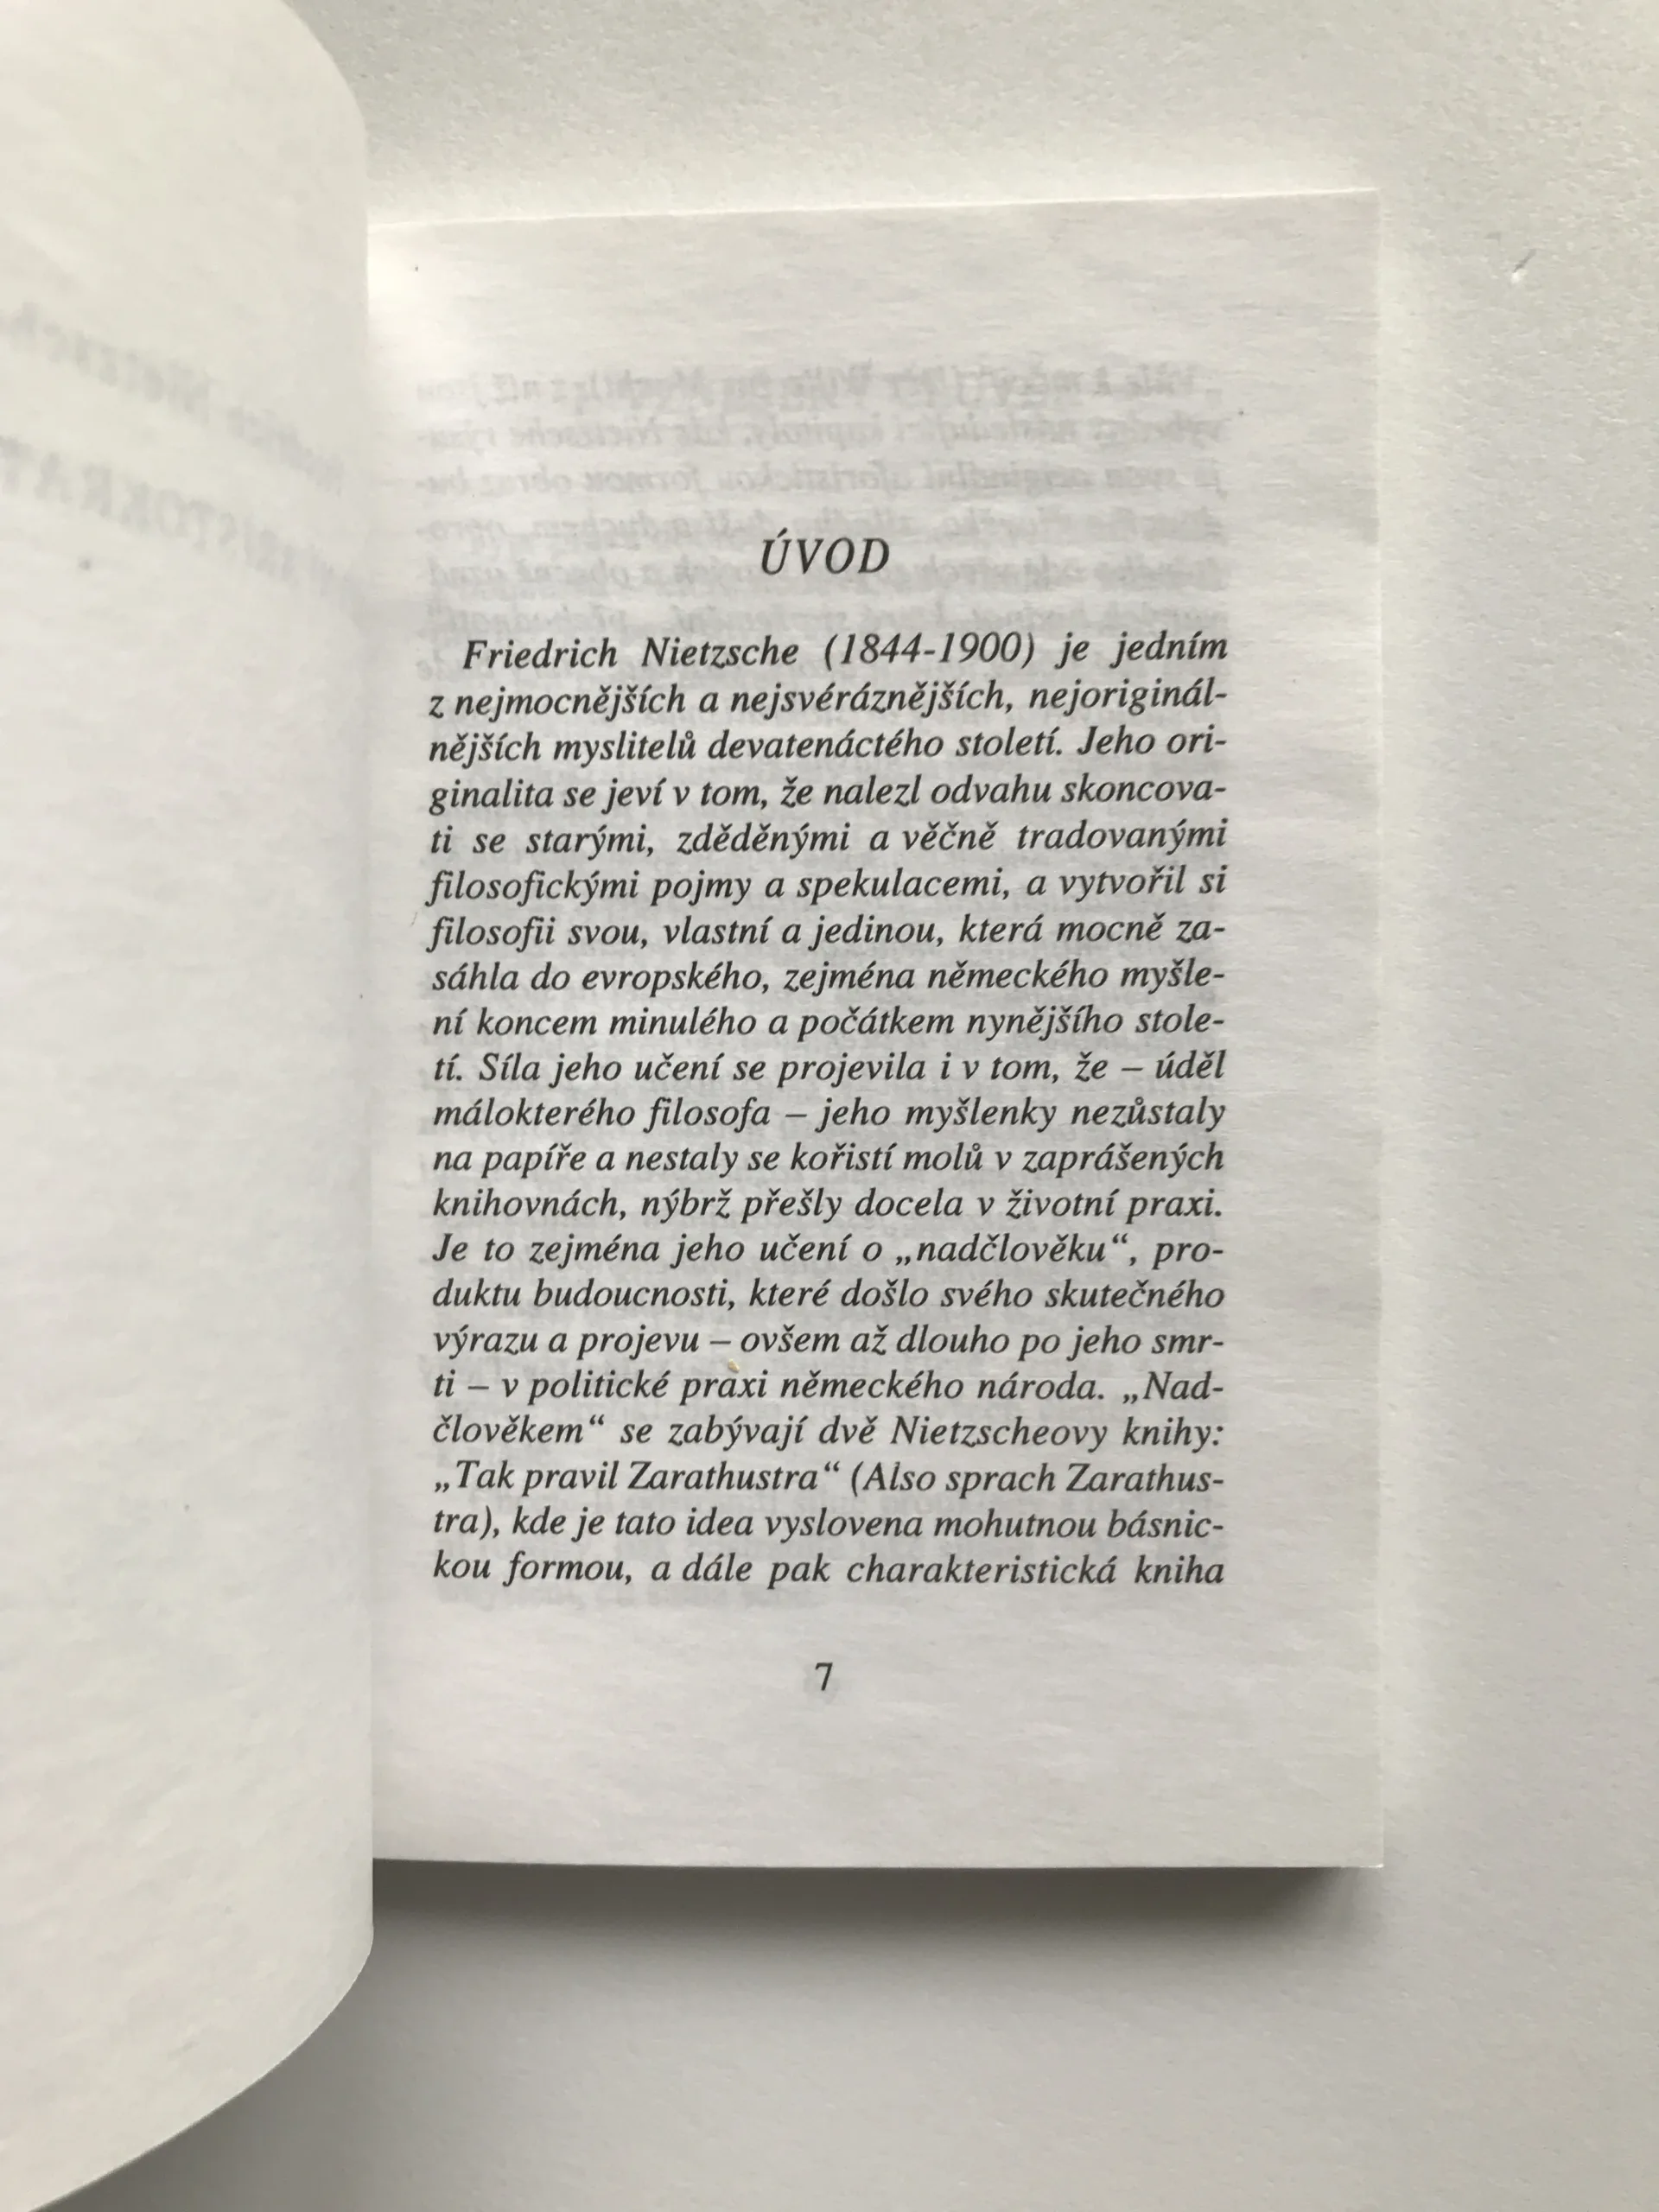 ÚVOD
Friedrich Nietzsche (1844-1900) je jedním
z nejmocnějších a nejsvéráznějších, nejoriginál-
nějších myslitelů devatenáctého století. Jeho ori-
ginalita se jeví v tom, že nalezl odvahu skoncova-
ti se starými, zděděnými a věčně tradovanými
filosofickými pojmy a spekulacemi, a vytvořil si
filosofii svou, vlastní a jedinou, která mocně za-
sáhla do evropského, zejména německého myšle-
ní koncem minulého a počátkem nynějšího stole-
tí. Síla jeho učení se projevila i v tom, že – úděl
málokterého filosofa – jeho myšlenky nezůstaly
na papíře a nestaly se kořistí molů v zaprášených
knihovnách, nýbrž přešly docela v životní praxi.
Je to zejména jeho učení o „nadčlověku“, pro-
duktu budoucnosti, které došlo svého skutečného
výrazu a projevu – ovšem až dlouho po jeho smr-
ti – v politické praxi německého národa. „Nad-
člověkem“ se zabývají dvě Nietzscheovy knihy:
„Tak pravil Zarathustra“ (Also sprach Zarathus-
tra), kde je tato idea vyslovena mohutnou básnic-
kou formou, a dále pak charakteristická kniha
7